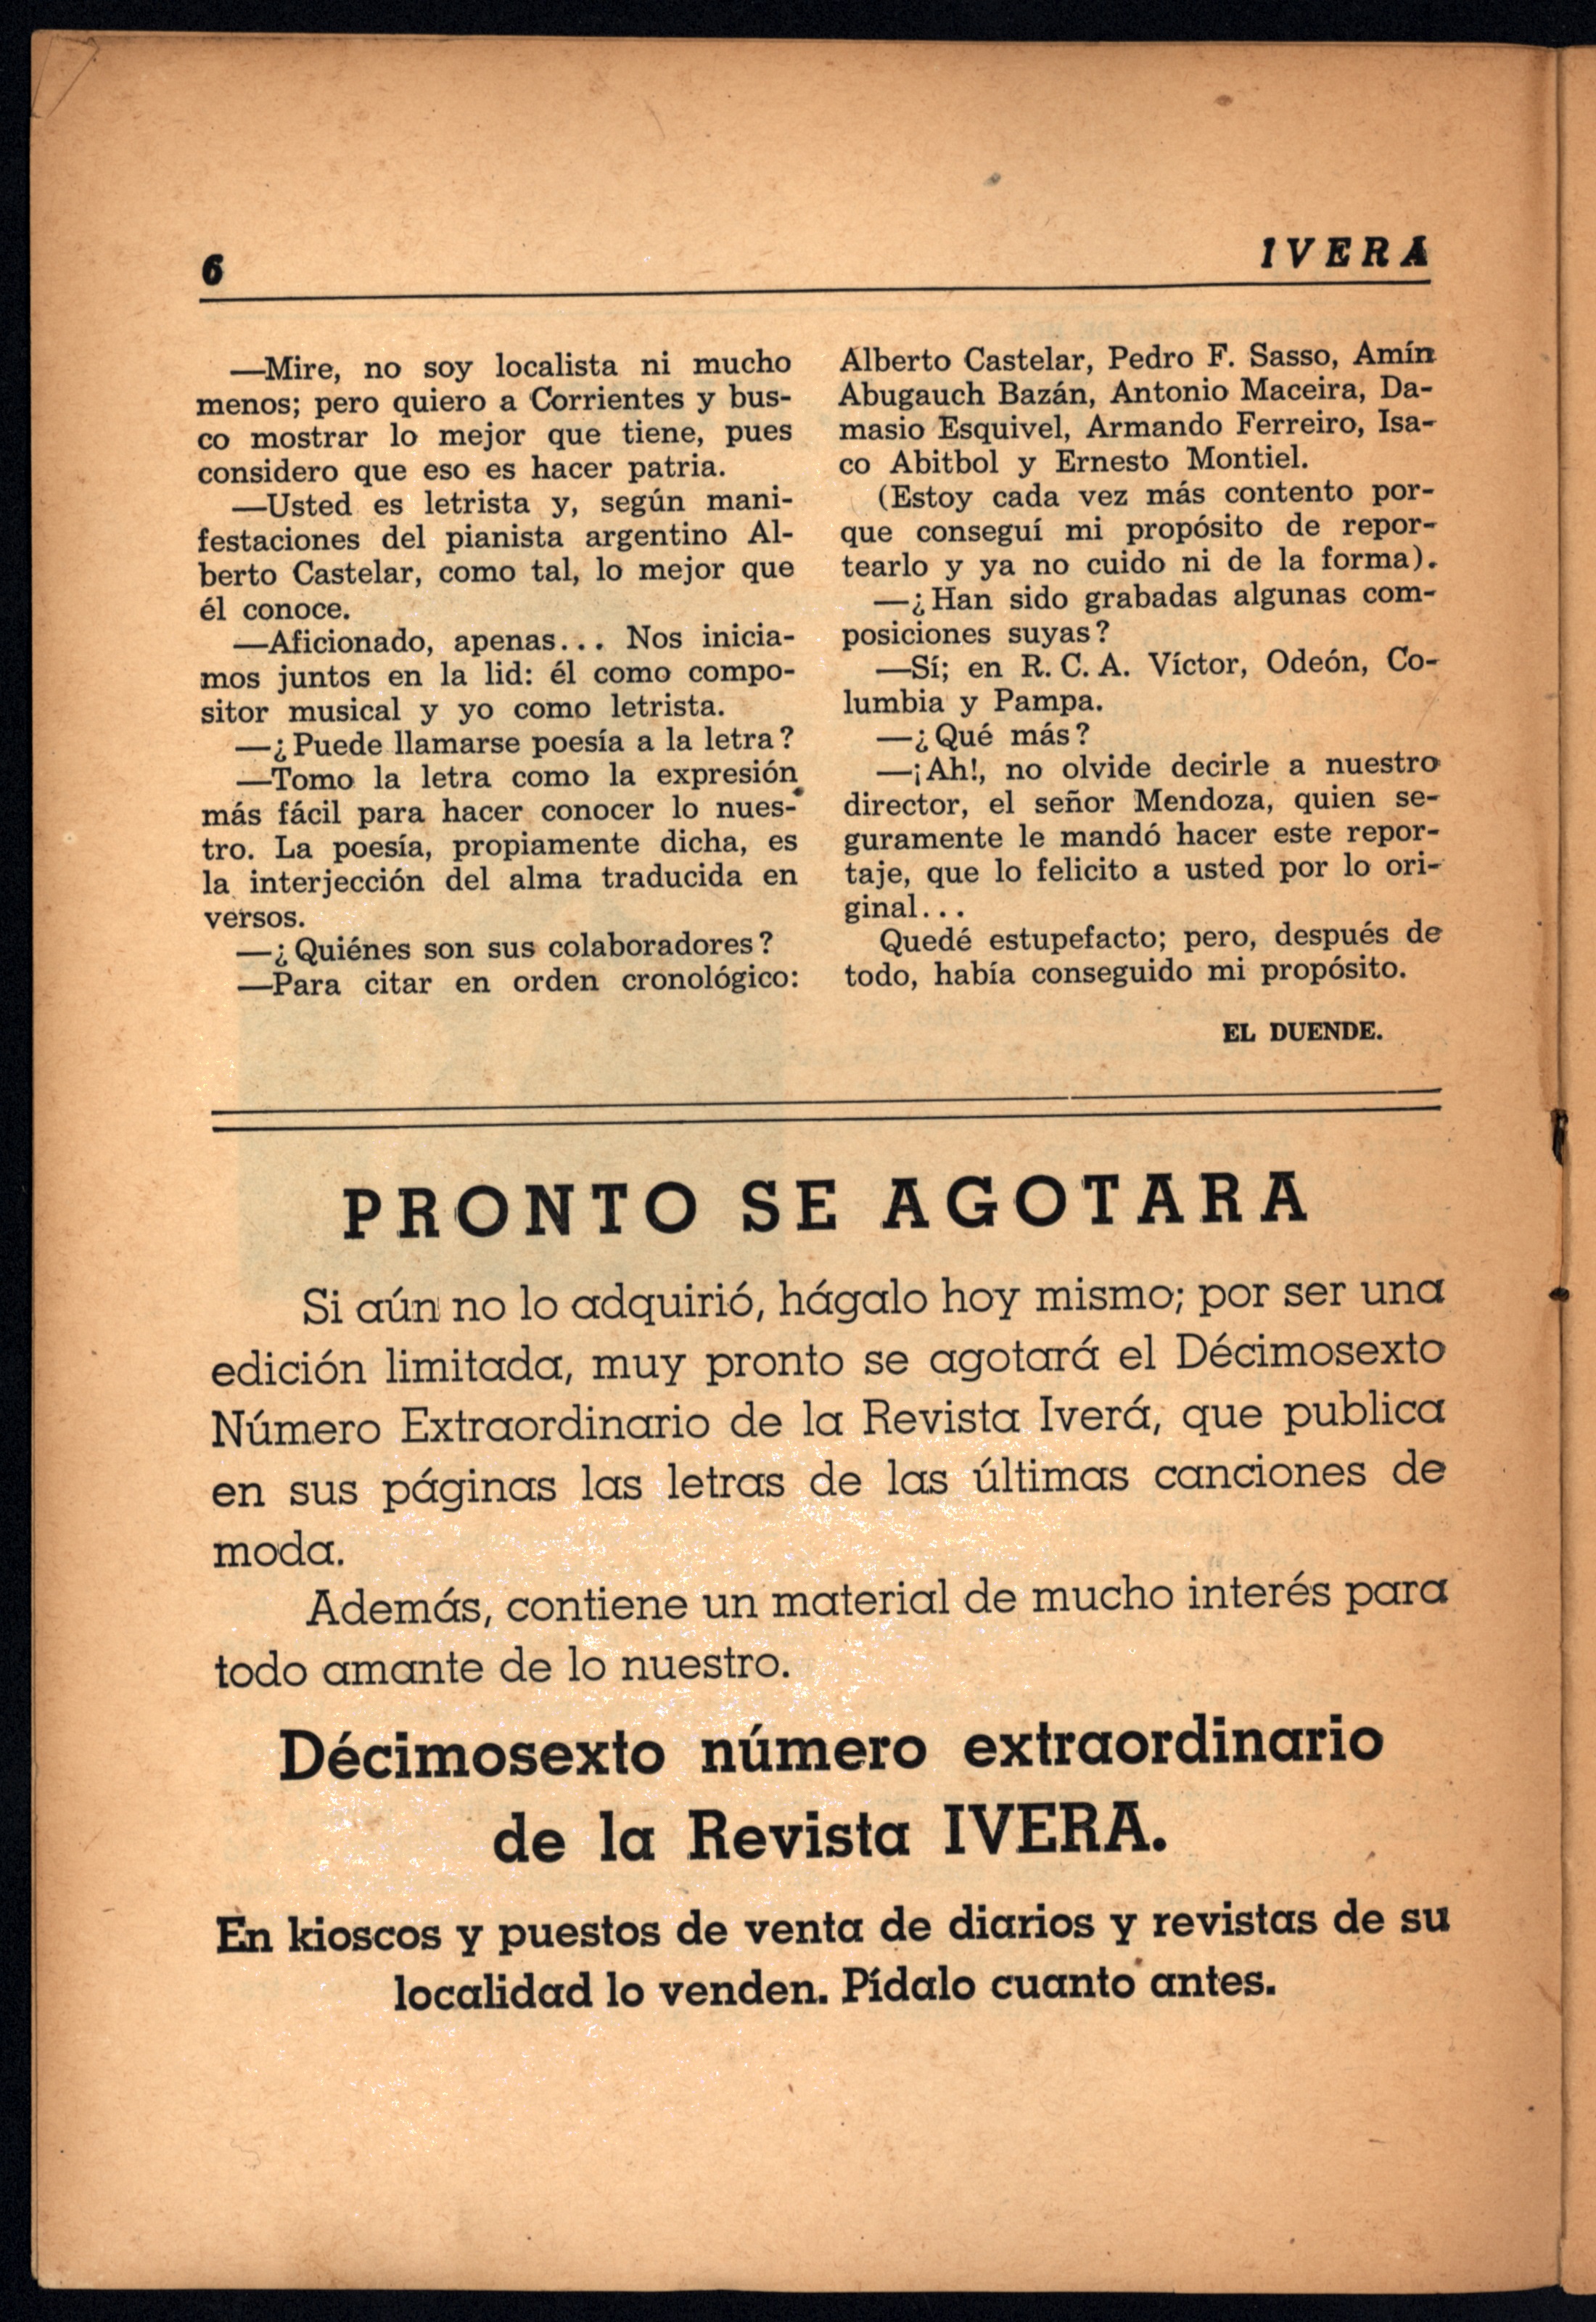 6
IVERA
—Mire, no soy localista ni mucho
menos; pero quiero a Corrientes y bus-
co mostrar lo mejor que tiene, pues
considero que eso es hacer patria.
—Usted es letrista y, según mani-
festaciones del pianista argentino Al-
berto Castelar, como tal, lo mejor que
él conoce.
—Aficionado, apenas... Nos inicia-
mos juntos en la lid: él como compo-
sitor musical y yo como letrista.
—¿Puede llamarse poesía a la letra?
—Tomo la letra como la expresión
más fácil para hacer conocer lo nues-
tro. La poesía, propiamente dicha, es
la interjección del alma traducida en
versos.
—¿Quiénes son sus colaboradores?
—Para citar en orden cronológico:
Alberto Castelar, Pedro F. Sasso, Amín
Abugauch Bazán, Antonio Maceira, Da-
masio Esquivel, Armando Ferreiro, Isa-
co Abitbol y Ernesto Montiel.
(Estoy cada vez más contento por-
que conseguí mi propósito de repor-
tearlo y ya no cuido ni de la forma).
—¿Han sido grabadas algunas com-
posiciones suyas?
—Sí; en R. C. A. Víctor, Odeón, Co-
lumbia y Pampa.
—¿Qué más?
—¡Ah!, no olvide decirle a nuestro
director, el señor Mendoza, quien se-
guramente le mandó hacer este repor-
taje, que lo felicito a usted por lo ori-
ginal...
Quedé estupefacto; pero, después de
todo, había conseguido mi propósito.
EL DUENDE.
PRONTO SE AGOTARA
Si aún no lo adquirió, hágalo hoy mismo; por ser una
edición limitada, muy pronto se agotará el Décimosexto
Número Extraordinario de la Revista Iverá, que publica
en sus páginas las letras de las últimas canciones de
moda.
Además, contiene un material de mucho interés para
todo amante de lo nuestro.
Décimosexto número extraordinario
de la Revista IVERA.
En kioscos y puestos de venta de diarios y revistas de su
localidad lo venden. Pídalo cuanto antes.